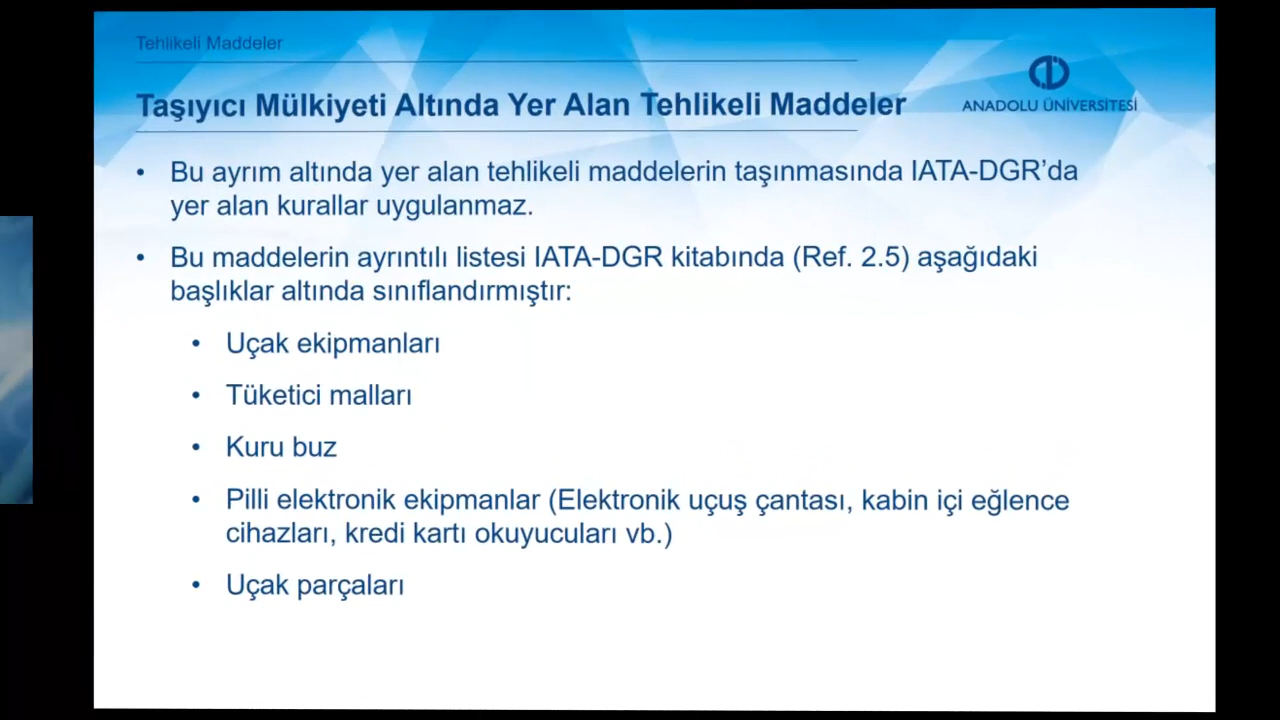 Tehlikeli Maddeler
Taşıyıcı Mülkiyeti Altında Yer Alan Tehlikeli Maddeler
ANADOLU ÜNİVERSİTESİ
• Bu ayrım altında yer alan tehlikeli maddelerin taşınmasında IATA-DGR’da
yer alan kurallar uygulanmaz.
• Bu maddelerin ayrıntılı listesi IATA-DGR kitabında (Ref. 2.5) aşağıdaki
başlıklar altında sınıflandırmıştır:
• Uçak ekipmanları
• Tüketici malları
• Kuru buz
• Pilli elektronik ekipmanlar (Elektronik uçuş çantası, kabin içi eğlence
cihazları, kredi kartı okuyucuları vb.)
• Uçak parçaları